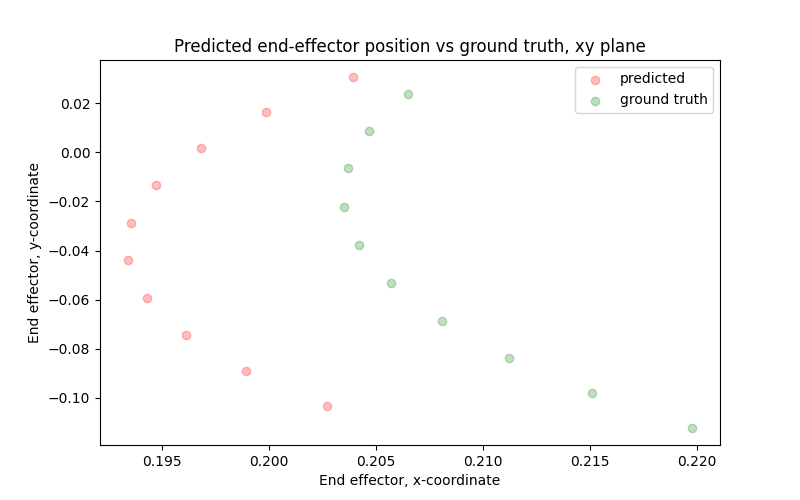 Predicted end-effector position vs ground truth, xy plane
predicted
ground truth
0.02
0.00
−0.02
−0.04
−0.06
−0.08
−0.10
End effector, y-coordinate
0.195
0.200
0.205
0.210
0.215
0.220
End effector, x-coordinate